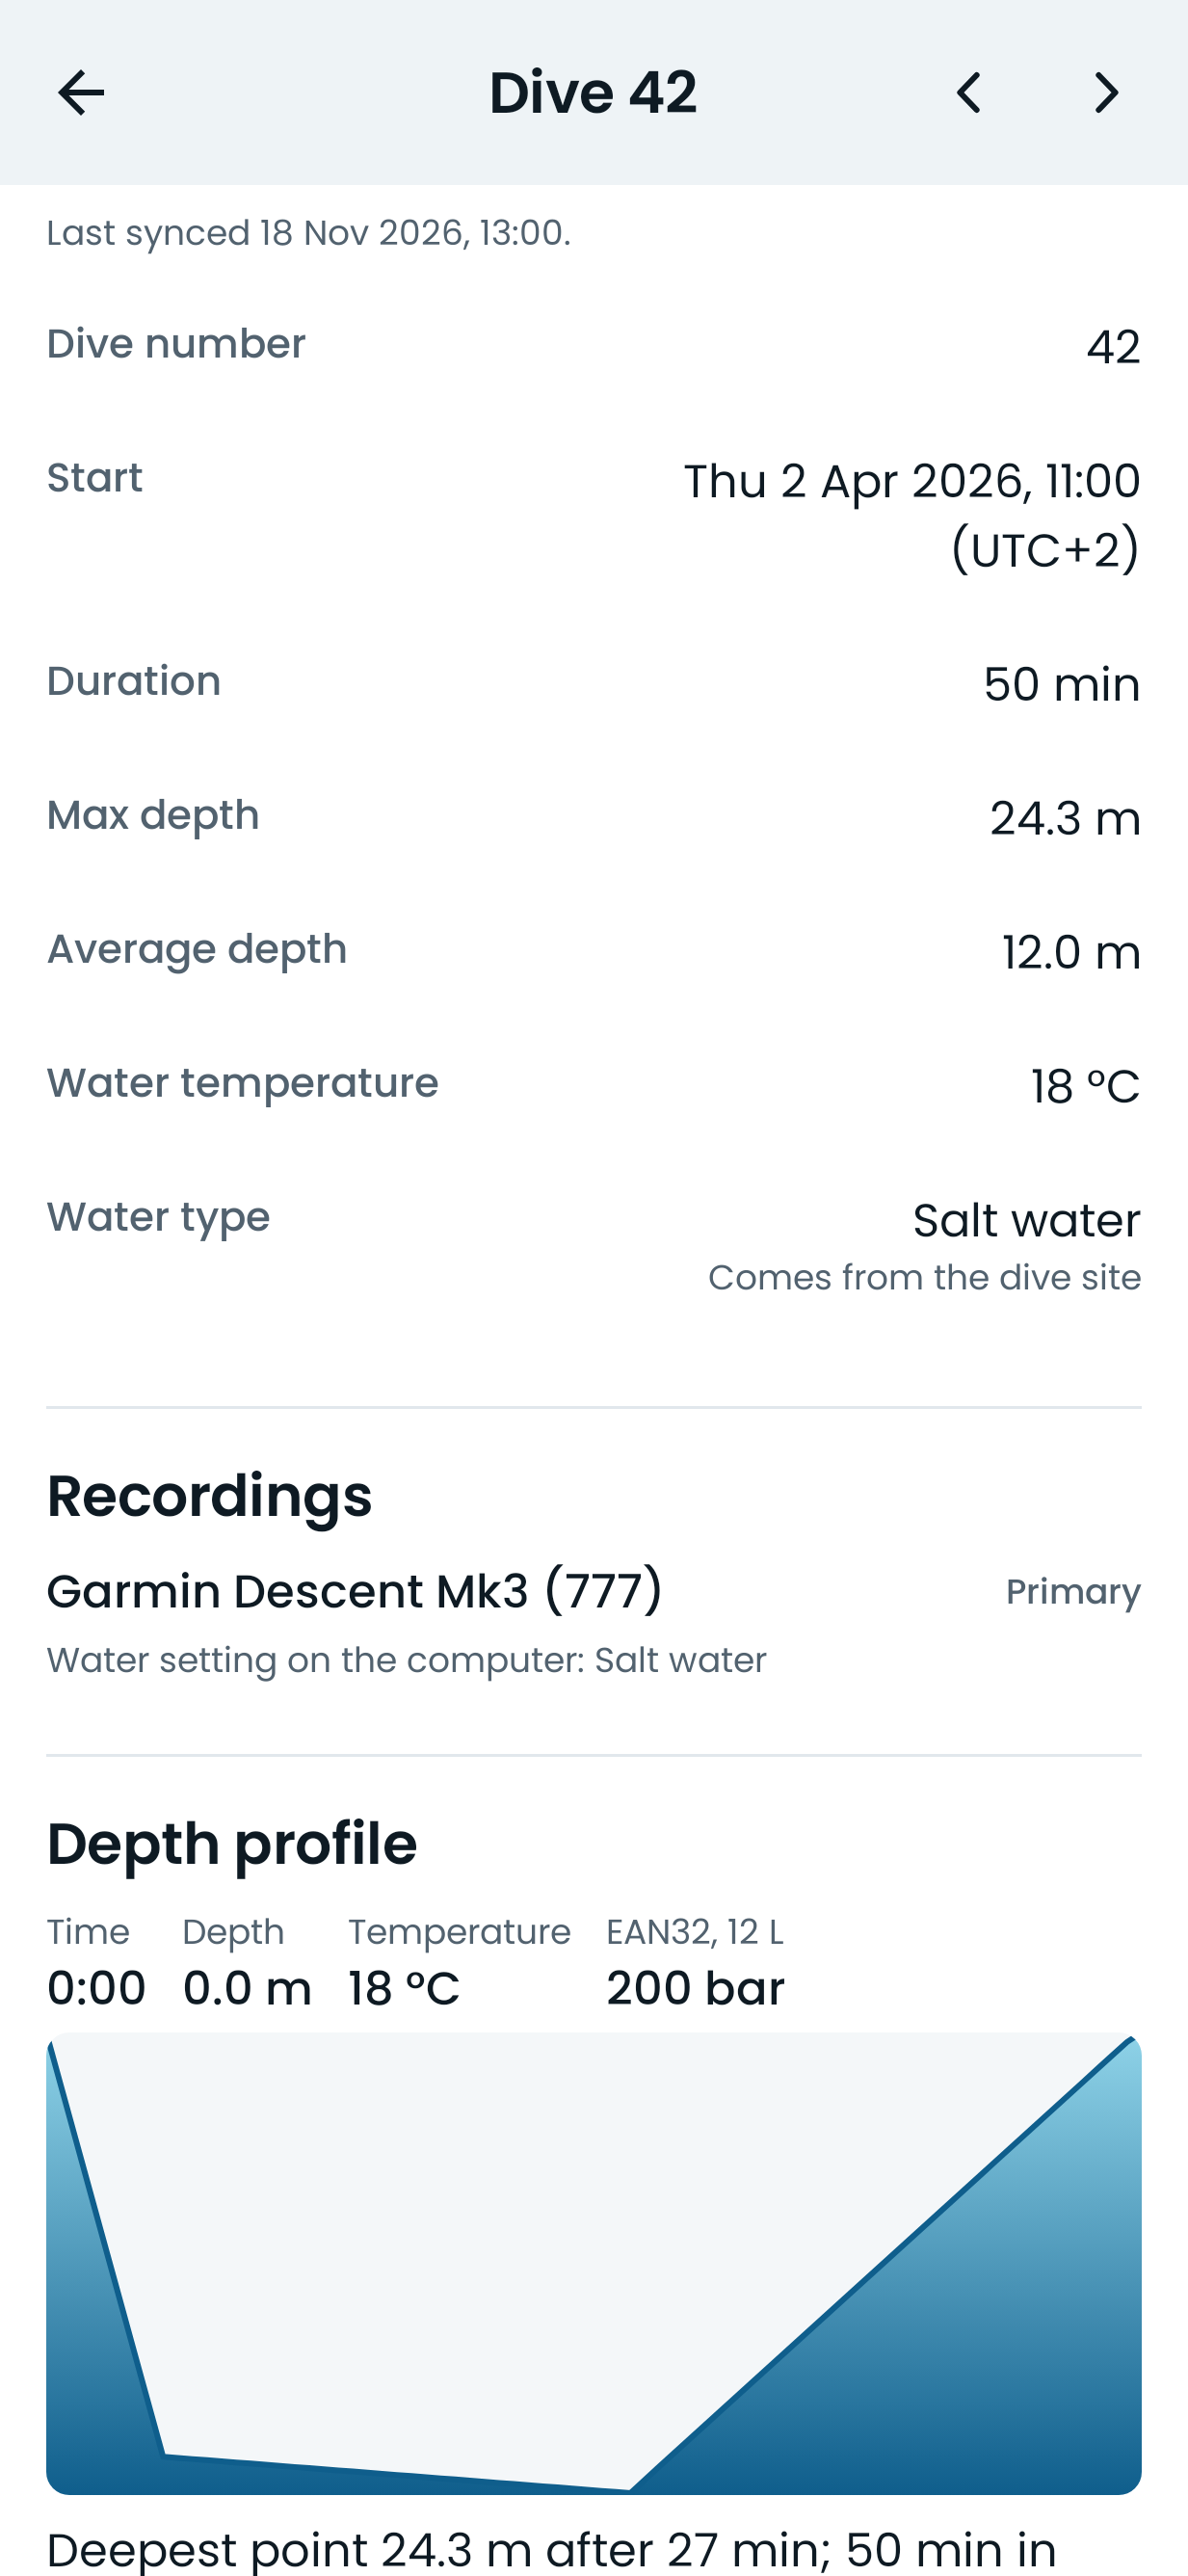 Dive 42
Last synced 18 Nov 2026, 13:00.
Dive number 42
Start Thu 2 Apr 2026, 11:00
(UTC+2)
Duration 50 min
Max depth 24.3 m
Average depth 12.0 m
Water temperature 18 °C
Water type Salt water
Comes from the dive site
Recordings
Garmin Descent Mk3 (777) Primary
Water setting on the computer: Salt water
Depth profile
Time Depth Temperature EAN32, 12 L
0:00 0.0 m 18 °C 200 bar
Deepest point 24.3 m after 27 min; 50 min in